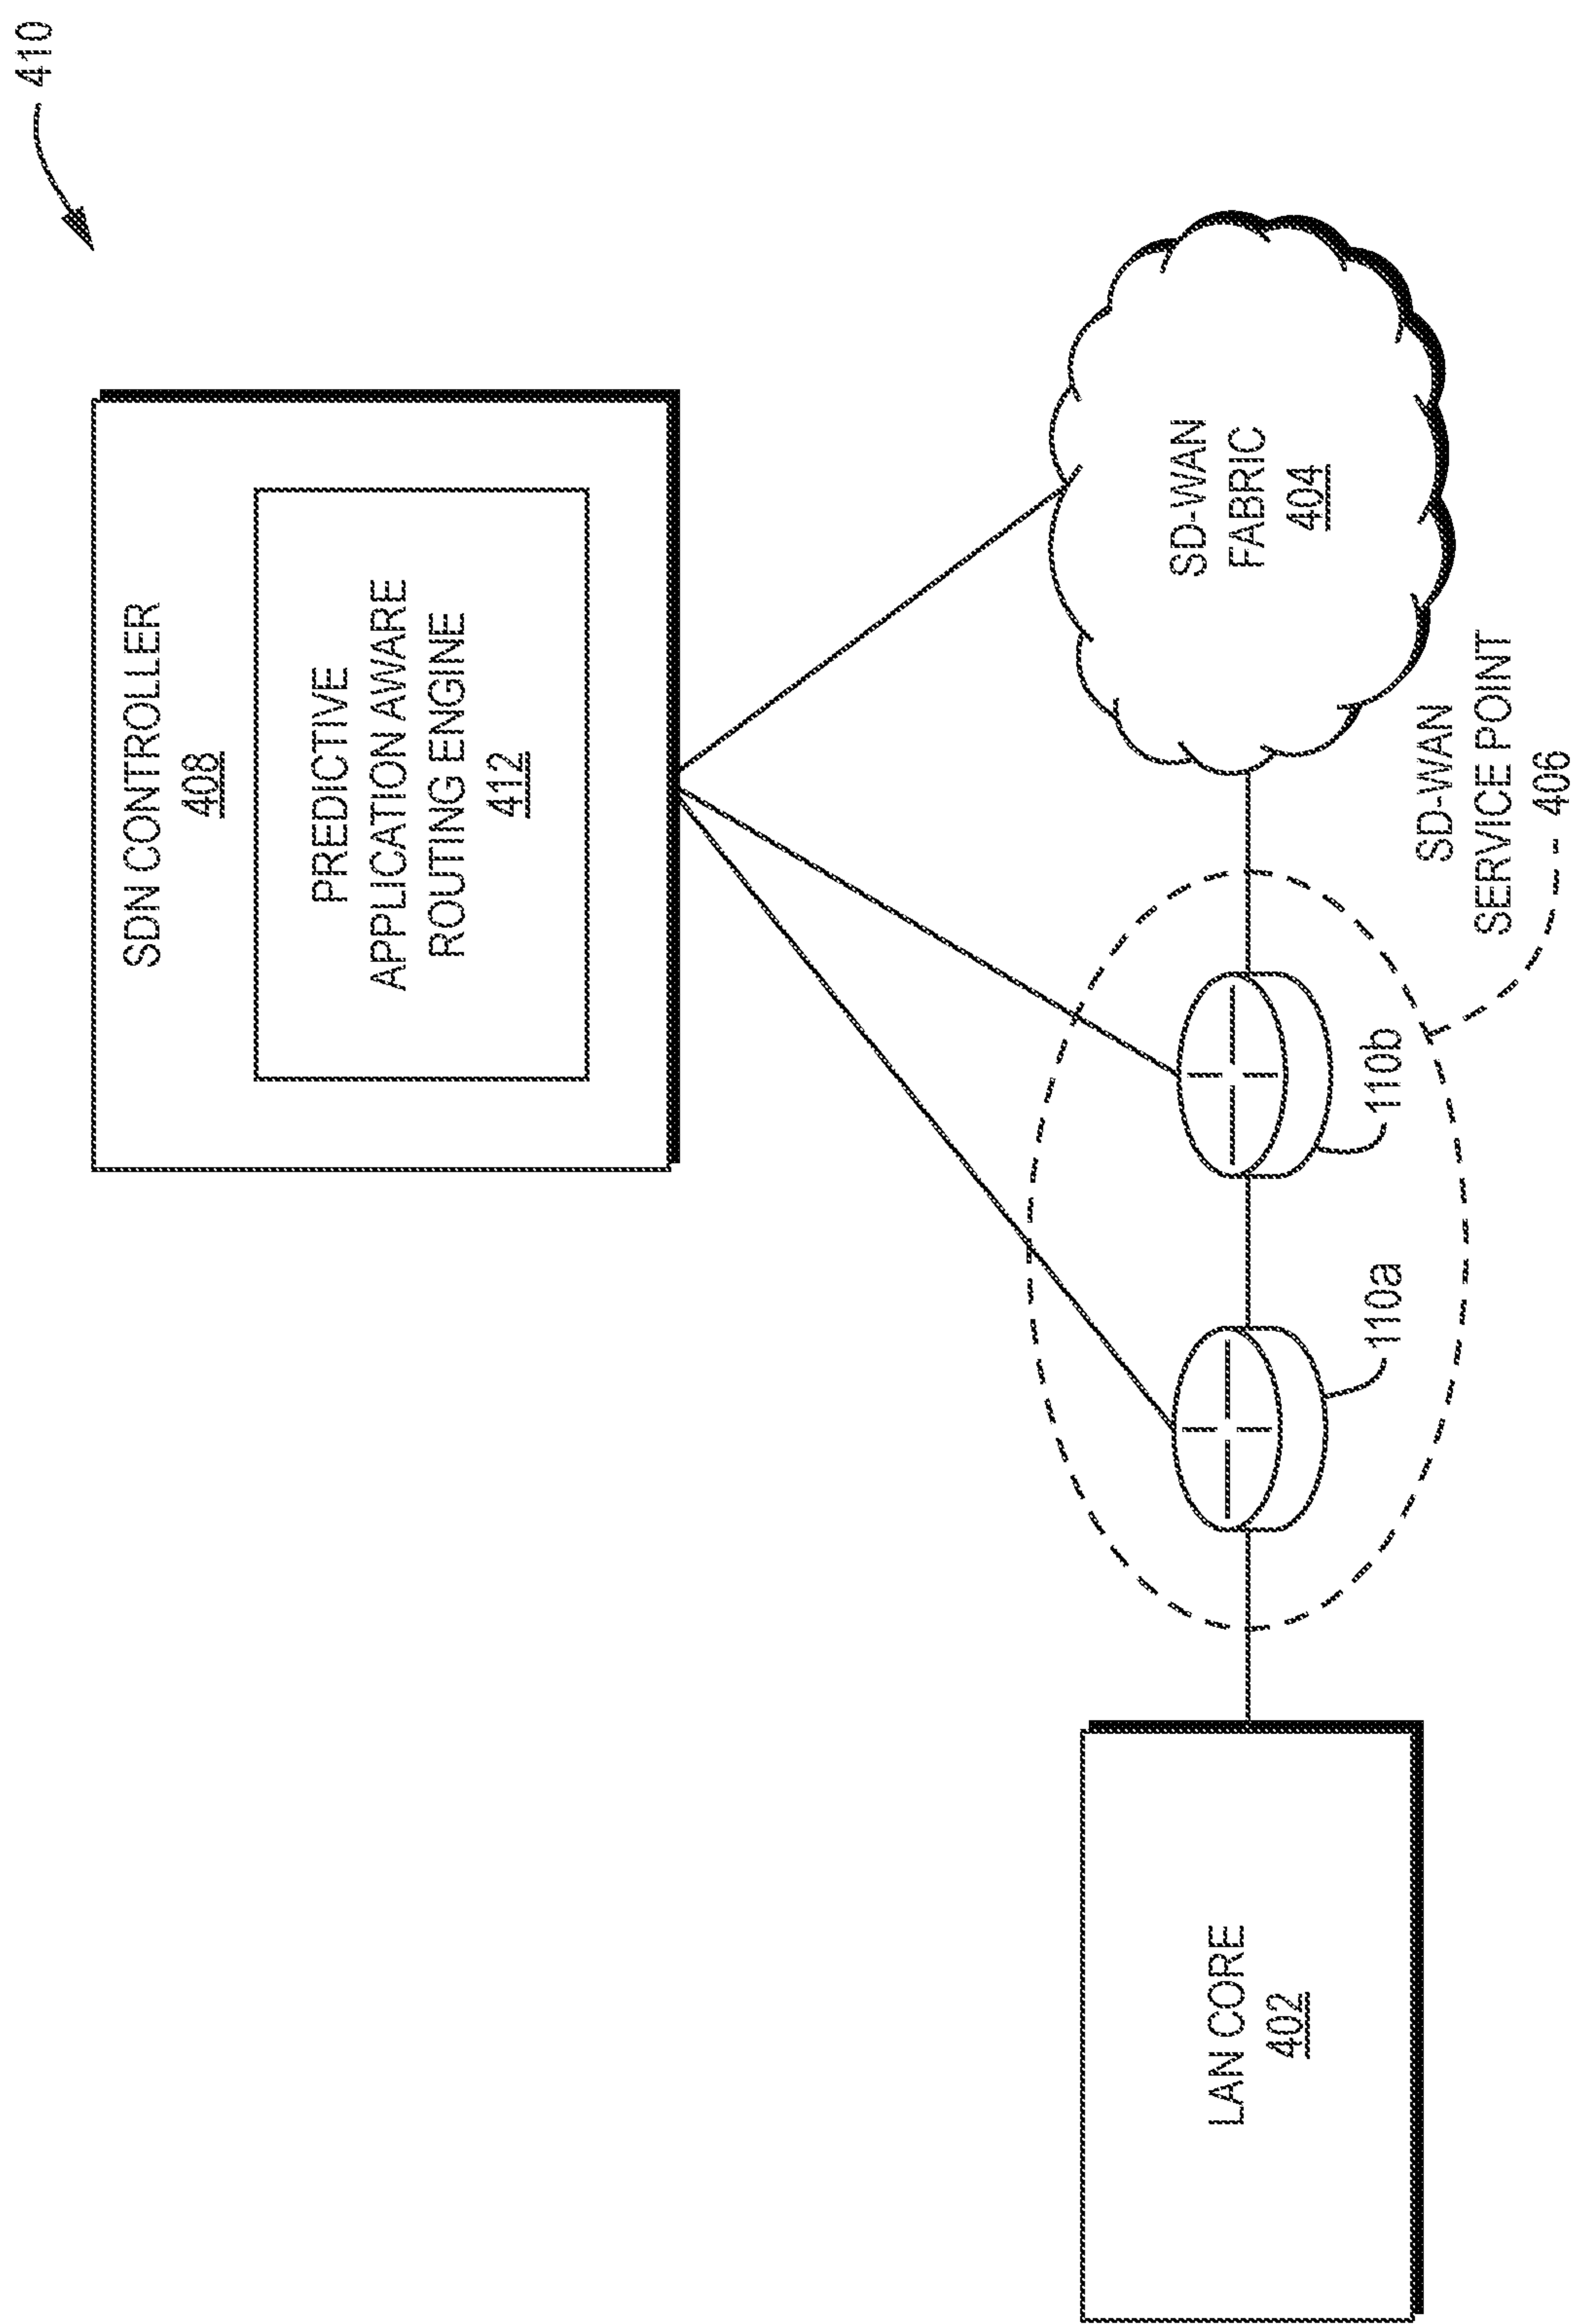 410
SDN CONTROLLER
408
PREDICTIVE
APPLICATION AWARE
ROUTING ENGINE
412
LAN CORE
402
110a
110b
SD-WAN
FABRIC
404
SD-WAN
SERVICE POINT
406